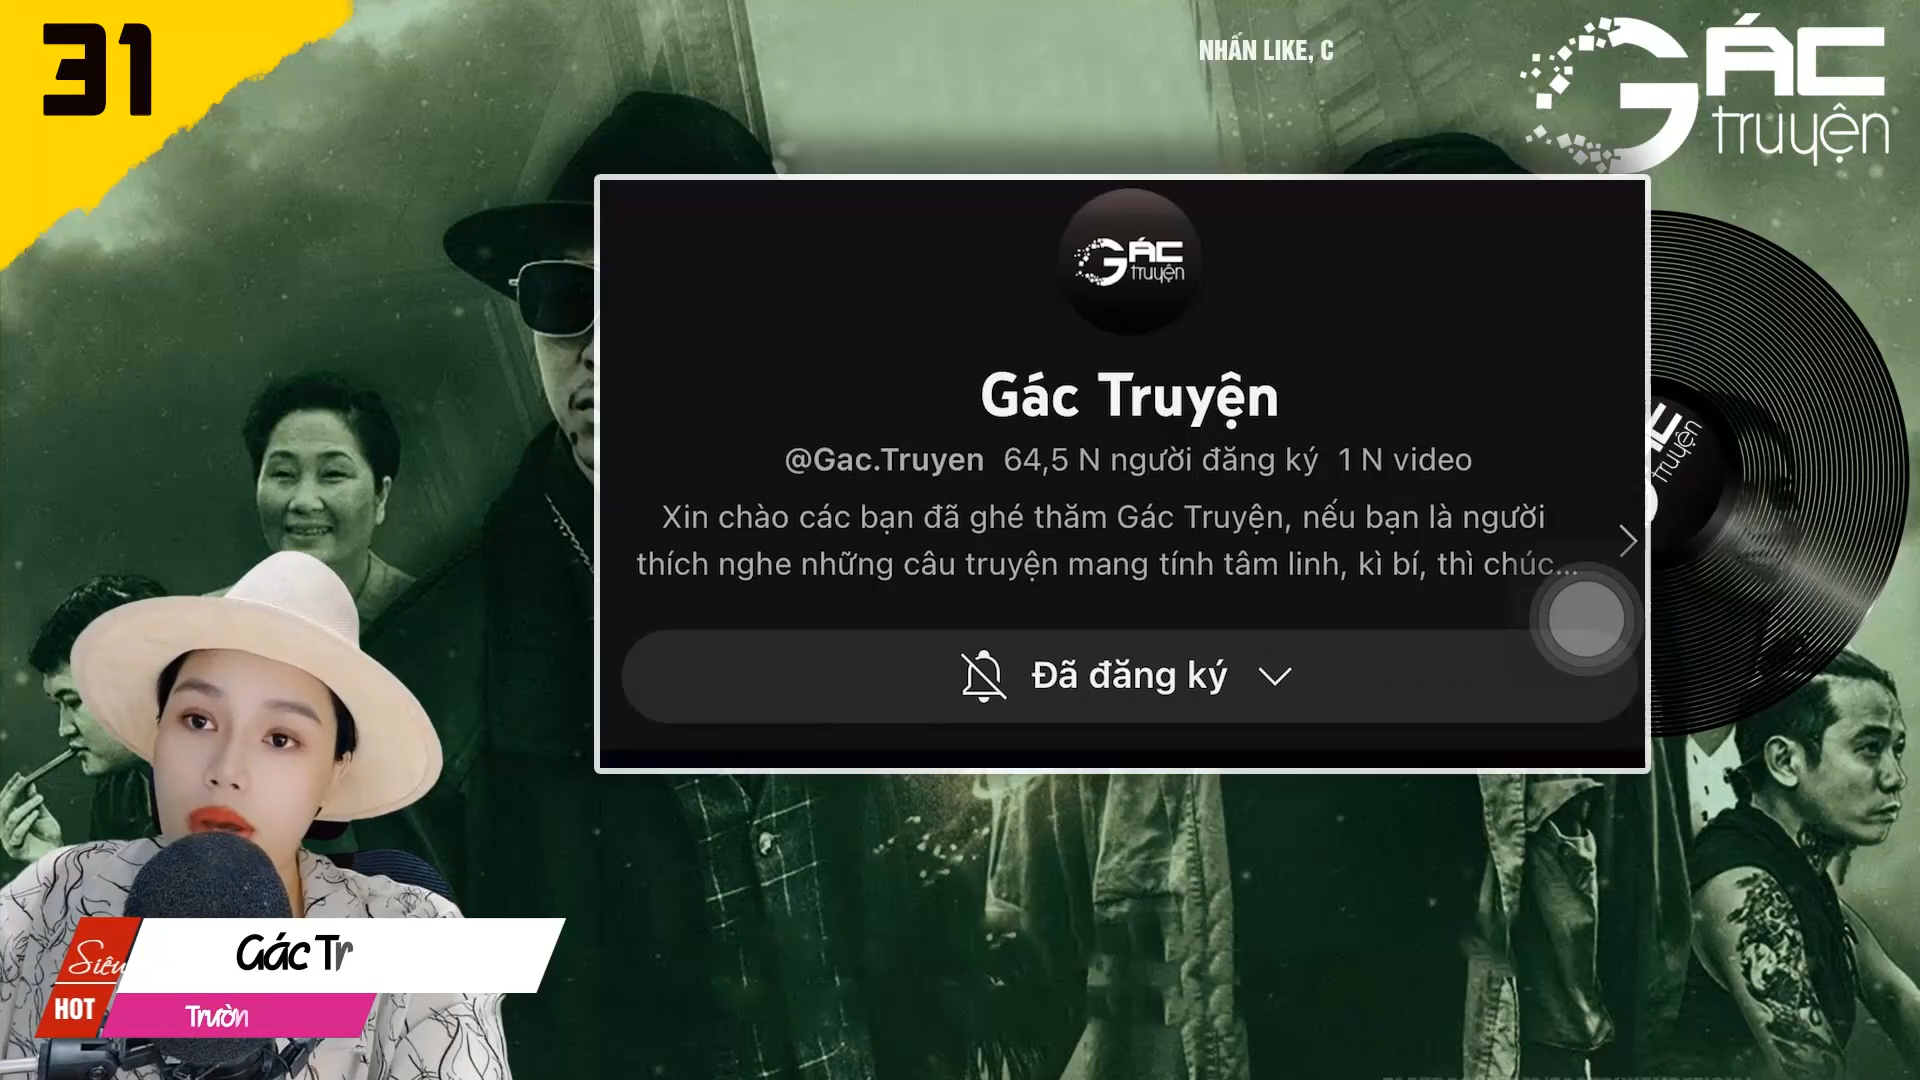 31
NHẤN LIKE, C
GÁC
truyện
GÁC
truyện
Gác Truyện
@Gac.Truyen 64,5 N người đăng ký 1 N video
Xin chào các bạn đã ghé thăm Gác Truyện, nếu bạn là người
thích nghe những câu truyện mang tính tâm linh, kì bí, thì chúc...
Đã đăng ký
truyện
Siêu
HOT
Gác Tr
Trườn